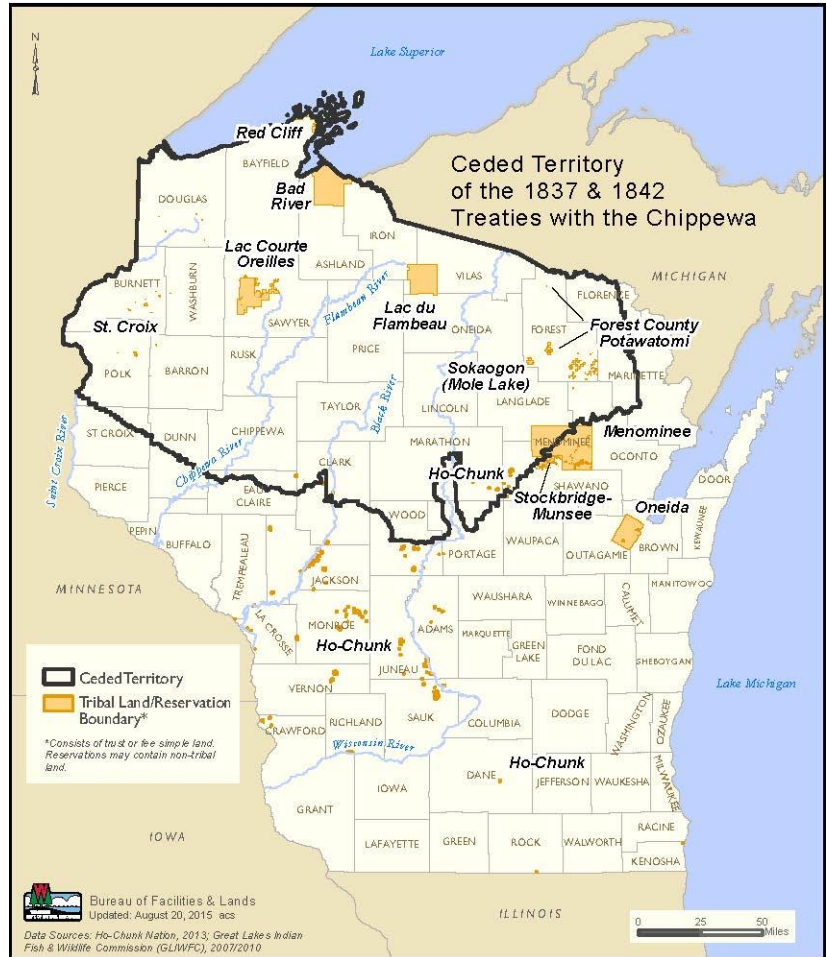 N
Lake Superior
Red Cliff
BAYFIELD
Ceded Territory
of the 1837 & 1842
Treaties with the Chippewa
Bad
River
DOUGLAS
IRON
Lac Courte
Oreilles
ASHLAND
VILAS
MICHIGAN
BURNETT
WASHBURN
SAWYER
Flambeau River
Lac du
Flambeau
FLORENCE
FOREST
Forest County
Potawatomi
St. Croix
ONEIDA
PRICE
RUSK
POLK
BARRON
Sokaogon
(Mole Lake)
MARINETTE
LINCOLN
LANGLADE
TAYLOR
Black River
Saint Croix River
ST CROIX
DUNN
CHIPPEWA
Chippewa River
MARATHON
MENOMINEE
Menominee
OCONTO
CLARK
Ho-Chunk
PIERCE
EAU
CLAIRE
SHAWANO
Stockbridge-
Munsee
DOOR
PEPIN
BUFFALO
WOOD
PORTAGE
WAUPACA
Oneida
OUTAGAMIE
BROWN
KEWAUNEE
TREMPEALEAU
JACKSON
MINNESOTA
MANITOWOC
WAUSHARA
WINNEBAGO
CALUMET
LA CROSSE
MONROE
ADAMS
MARQUETTE
GREEN
LAKE
FOND
DU LAC
SHEBOYGAN
Ho-Chunk
JUNEAU
Ceded Territory
Tribal Land/Reservation
Boundary*
*Consists of trust or fee simple land.
Reservations may contain non-tribal
land.
VERNON
Lake Michigan
CRAWFORD
RICHLAND
SAUK
COLUMBIA
DODGE
WASHINGTON
OZAUKEE
Wisconsin River
Ho-Chunk
DANE
JEFFERSON
WAUKESHA
MILWAUKEE
IOWA
GRANT
IOWA
LAFAYETTE
GREEN
ROCK
WALWORTH
RACINE
KENOSHA
W
Bureau of Facilities & Lands
Updated: August 20, 2015 acs
Data Sources: Ho-Chunk Nation, 2013; Great Lakes Indian
Fish & Wildlife Commission (GLIWFC), 2007/2010
ILLINOIS
0 25 50
Miles